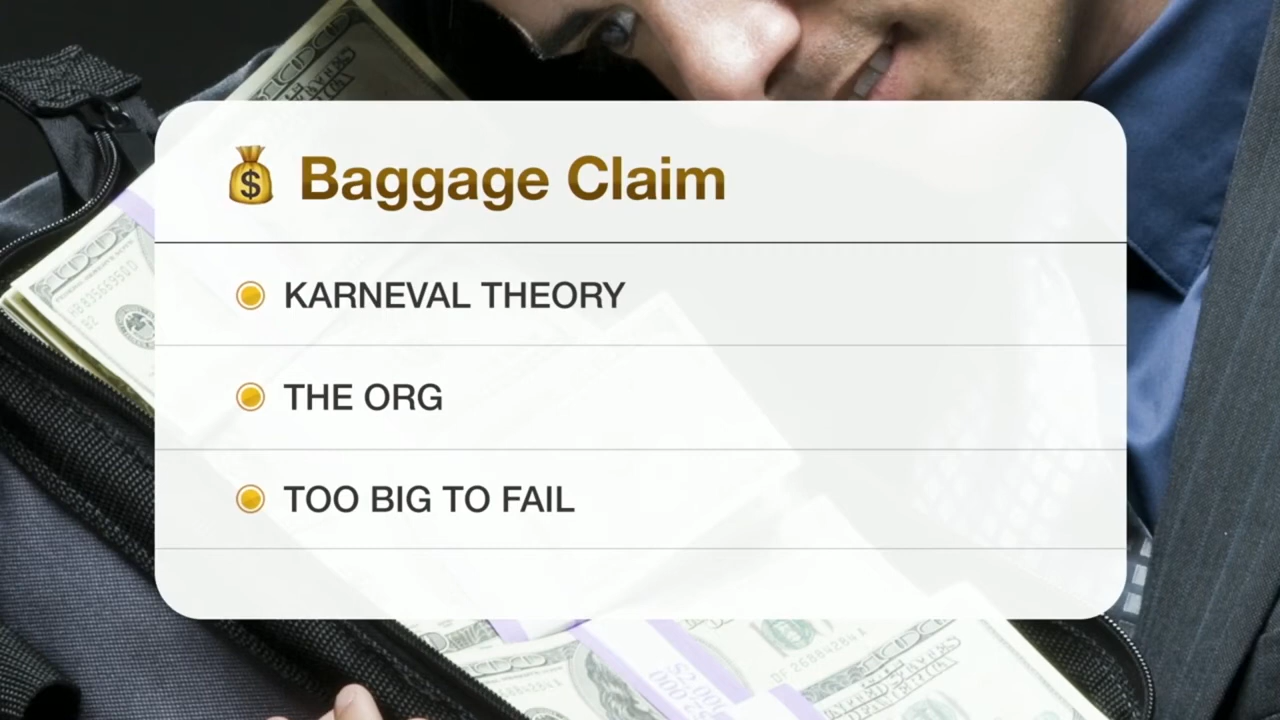 Baggage Claim
KARNEVAL THEORY
THE ORG
TOO BIG TO FAIL